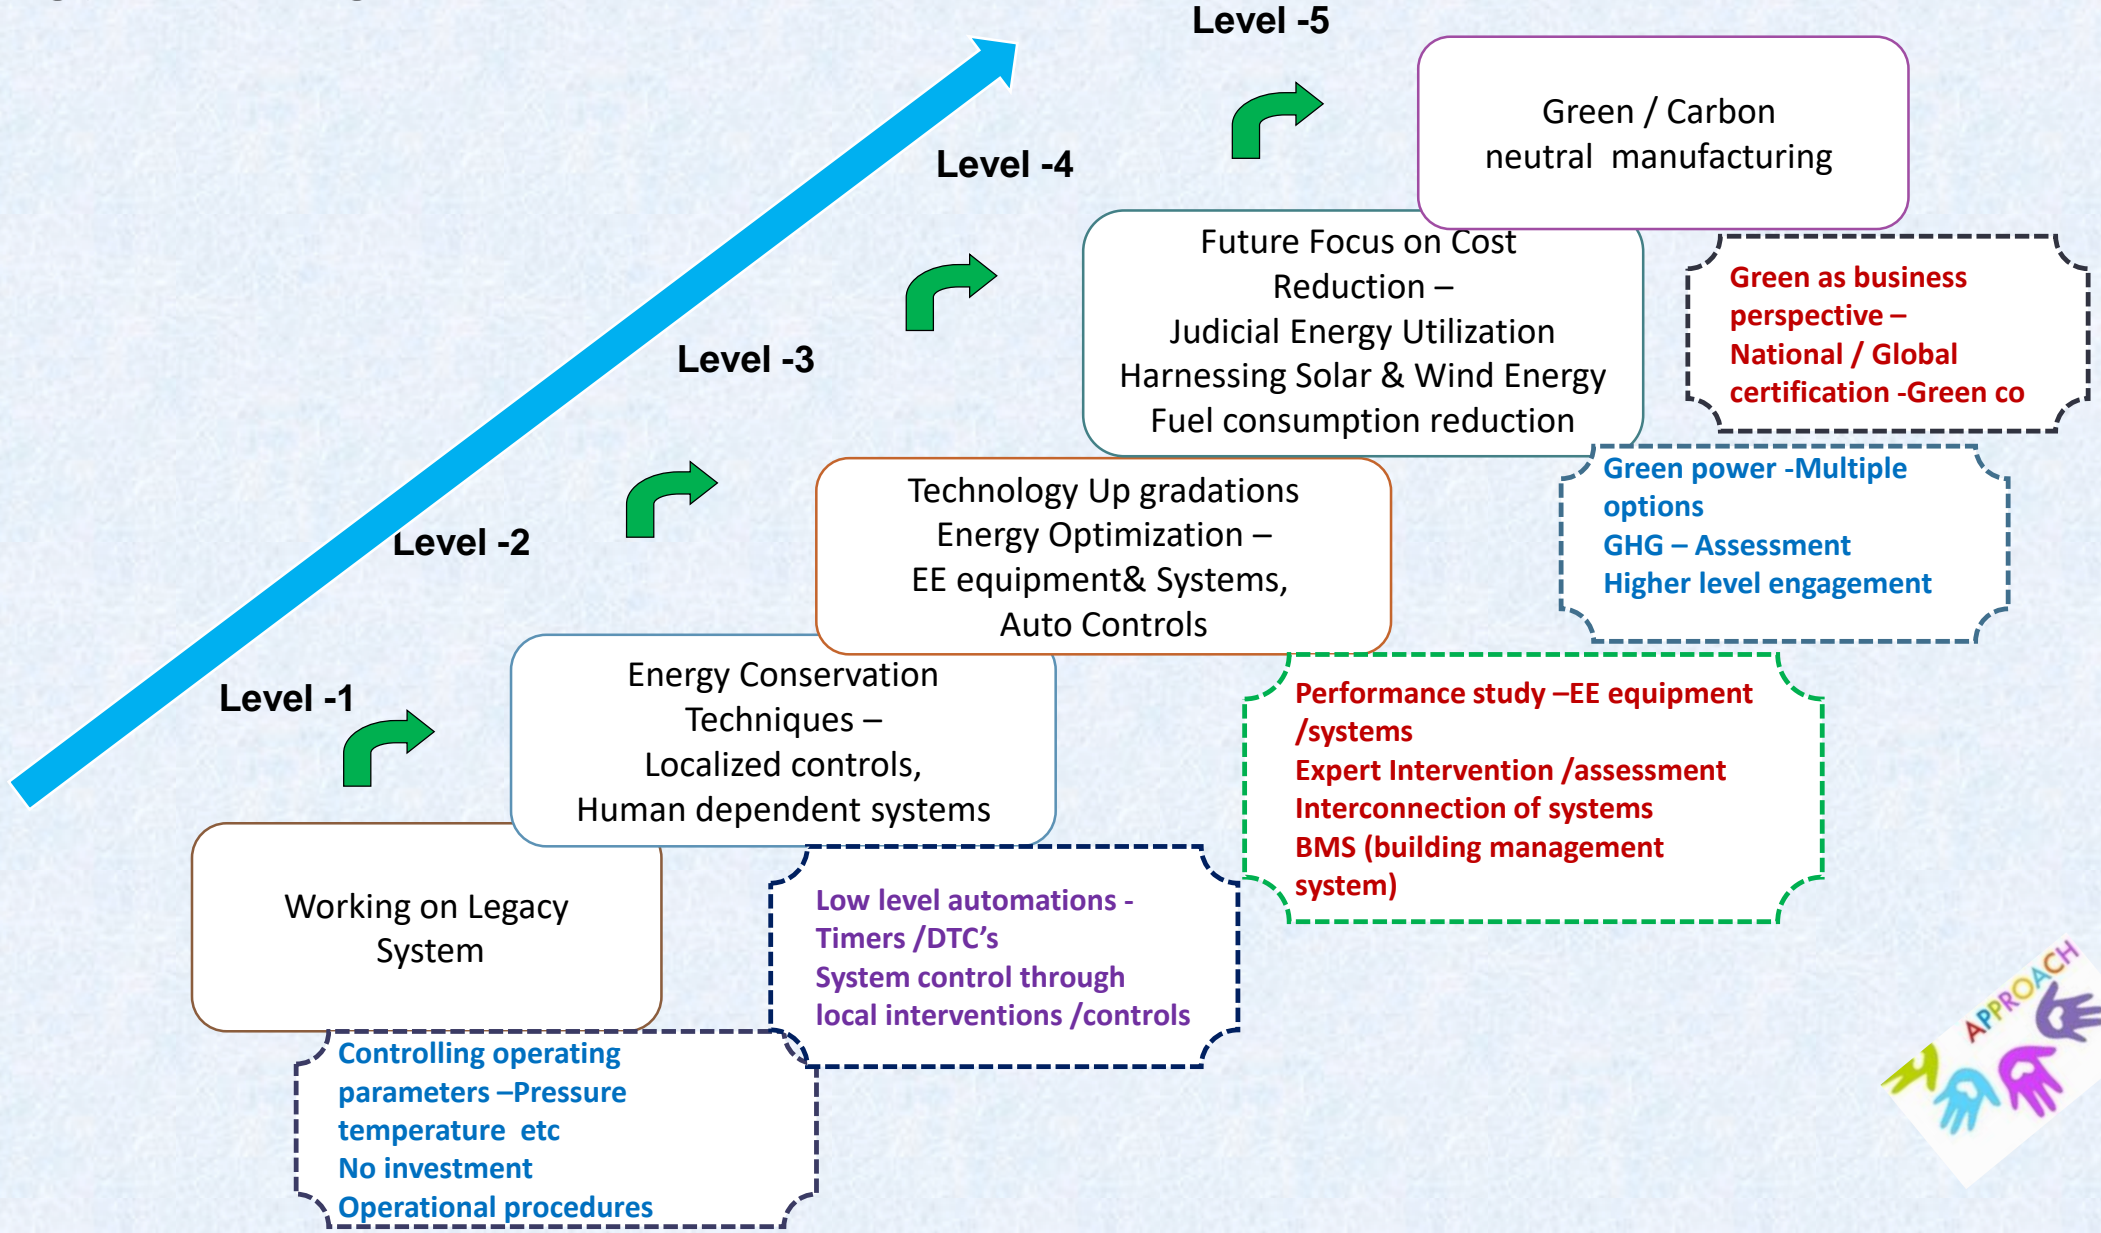 Level -5
Green / Carbon
neutral  manufacturing
Level -4
Future Focus on Cost
Reduction –
Judicial Energy Utilization
Harnessing Solar & Wind Energy
Fuel consumption reduction
Green as business
perspective –
National / Global
certification -Green co
Level -3
Technology Up gradations
Energy Optimization –
EE equipment& Systems,
Auto Controls
Green power -Multiple
options
GHG – Assessment
Higher level engagement
Level -2
Energy Conservation
Techniques –
Localized controls,
Human dependent systems
Performance study –EE equipment
/systems
Expert Intervention /assessment
Interconnection of systems
BMS (building management
system)
Level -1
Working on Legacy
System
Low level automations -
Timers /DTC’s
System control through
local interventions /controls
Controlling operating
parameters –Pressure
temperature  etc
No investment
Operational procedures
APPROACH